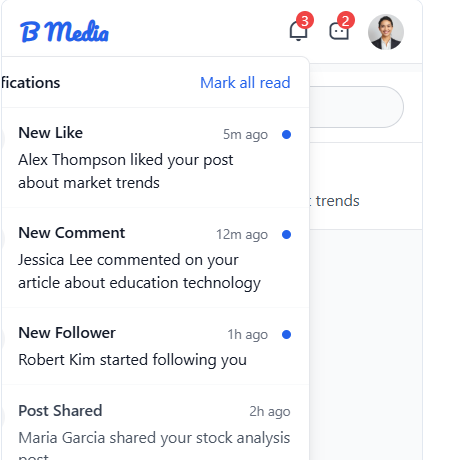 B Media
3
2
fications
Mark all read
New Like
5m ago
Alex Thompson liked your post
about market trends
trends
New Comment
12m ago
Jessica Lee commented on your
article about education technology
New Follower
1h ago
Robert Kim started following you
Post Shared
2h ago
Maria Garcia shared your stock analysis
post